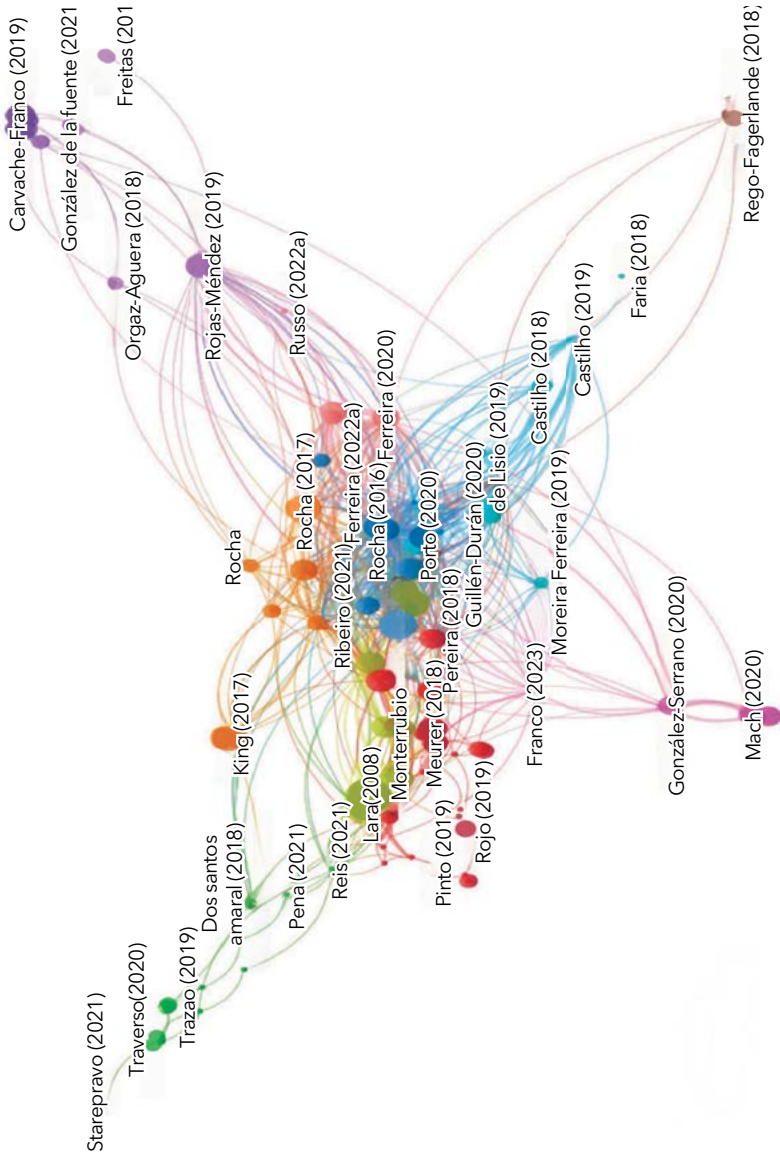 Carvache-Franco (2019)
González de la fuente (2021
Starepravo (2021)
Freitas (201
Orgaz-Aguera (2018)
Traverso(2020)
Trazao (2019)
Dos santos
amaral (2018)
Rojas-Méndez (2019)
Rocha
King (2017)
Pena (2021)
Russo (2022a)
Rocha (2017)
Reis (2021)
Ribeiro (2021)
Ferreira (2022a)
Lara(2008)
Rocha (2016)
Ferreira (2020)
Monterrubio
Porto (2020)
Meurer (2018)
Pinto (2019)
Pereira (2018)
Guillén-Durán (2020)
Rojo (2019)
de Lisio (2019)
Franco (2023)
Castilho (2018)
Moreira Ferreira (2019)
Castilho (2019)
Faria (2018)
González-Serrano (2020)
Mach (2020)
Rego-Fagerlande (2018)